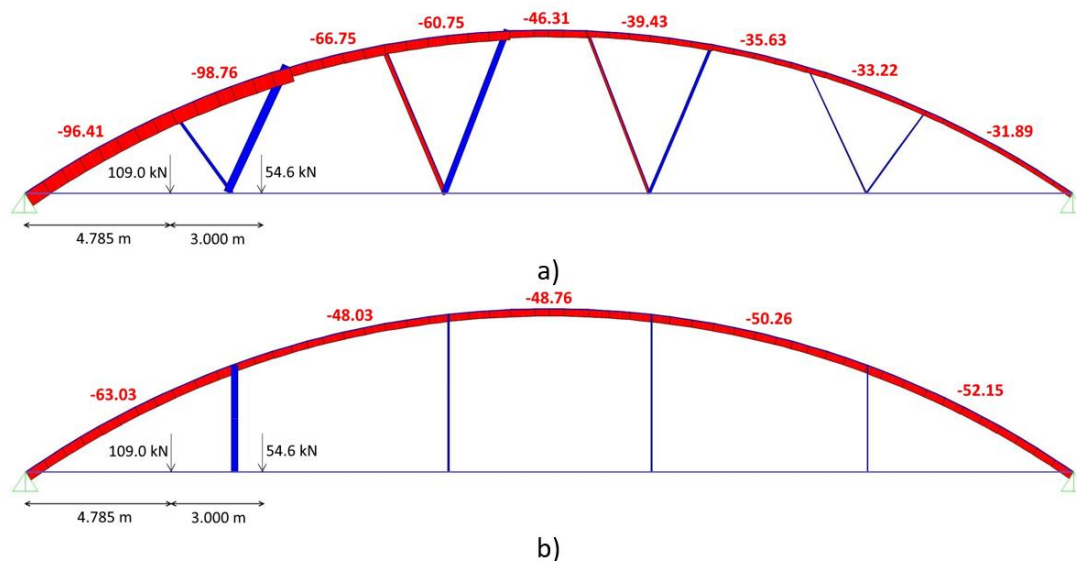 -46.31
-60.75
-39.43
-66.75
-35.63
-98.76
-33.22
-96.41
-31.89
109.0 kN
54.6 kN
4.785 m
3.000 m
a)
-48.76
-48.03
-50.26
-63.03
-52.15
109.0 kN
54.6 kN
4.785 m
3.000 m
b)